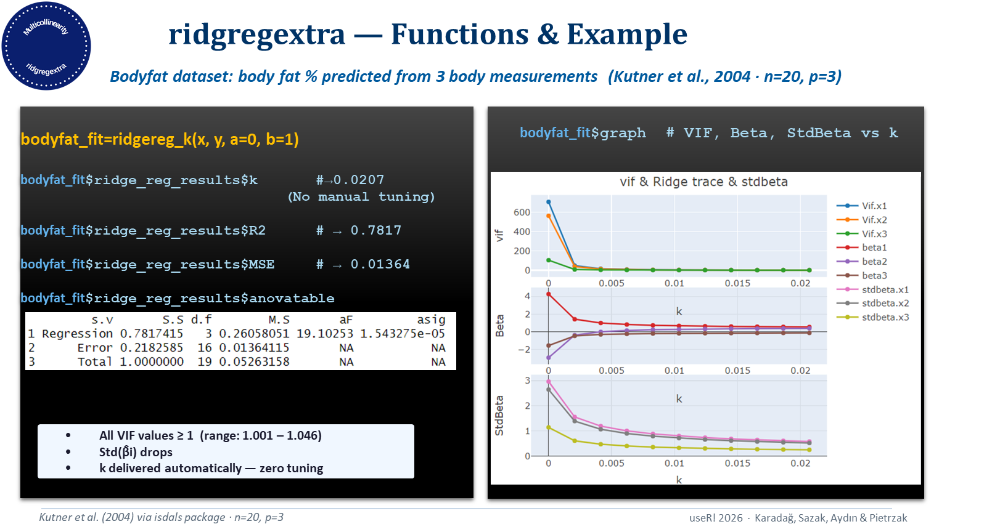 Multicollinearity
ridgregextra
ridgregextra — Functions & Example
Bodyfat dataset: body fat % predicted from 3 body measurements (Kutner et al., 2004 · n=20, p=3)
bodyfat_fit=ridgereg_k(x, y, a=0, b=1)
bodyfat_fit$ridge_reg_results$k #→0.0207
(No manual tuning)
bodyfat_fit$ridge_reg_results$R2 # → 0.7817
bodyfat_fit$ridge_reg_results$MSE # → 0.01364
bodyfat_fit$ridge_reg_results$anovatable
s.v S.S d.f M.S aF asig
1 Regression 0.7817415 3 0.26058051 19.10253 1.543275e-05
2 Error 0.2182585 16 0.01364115 NA NA
3 Total 1.0000000 19 0.05263158 NA NA
• All VIF values ≥ 1 (range: 1.001 – 1.046)
• Std(β̂i) drops
• k delivered automatically — zero tuning
bodyfat_fit$graph # VIF, Beta, StdBeta vs k
vif & Ridge trace & stdbeta
vif
600
400
200
0
0 0.005 0.01 0.015 0.02
k
Beta
4
2
0
−2
0 0.005 0.01 0.015 0.02
k
StdBeta
3
2
1
0
0 0.005 0.01 0.015 0.02
k
Vif.x1
Vif.x2
Vif.x3
beta1
beta2
beta3
stdbeta.x1
stdbeta.x2
stdbeta.x3
Kutner et al. (2004) via isdals package · n=20, p=3
useR! 2026 · Karadağ, Sazak, Aydın & Pietrzak